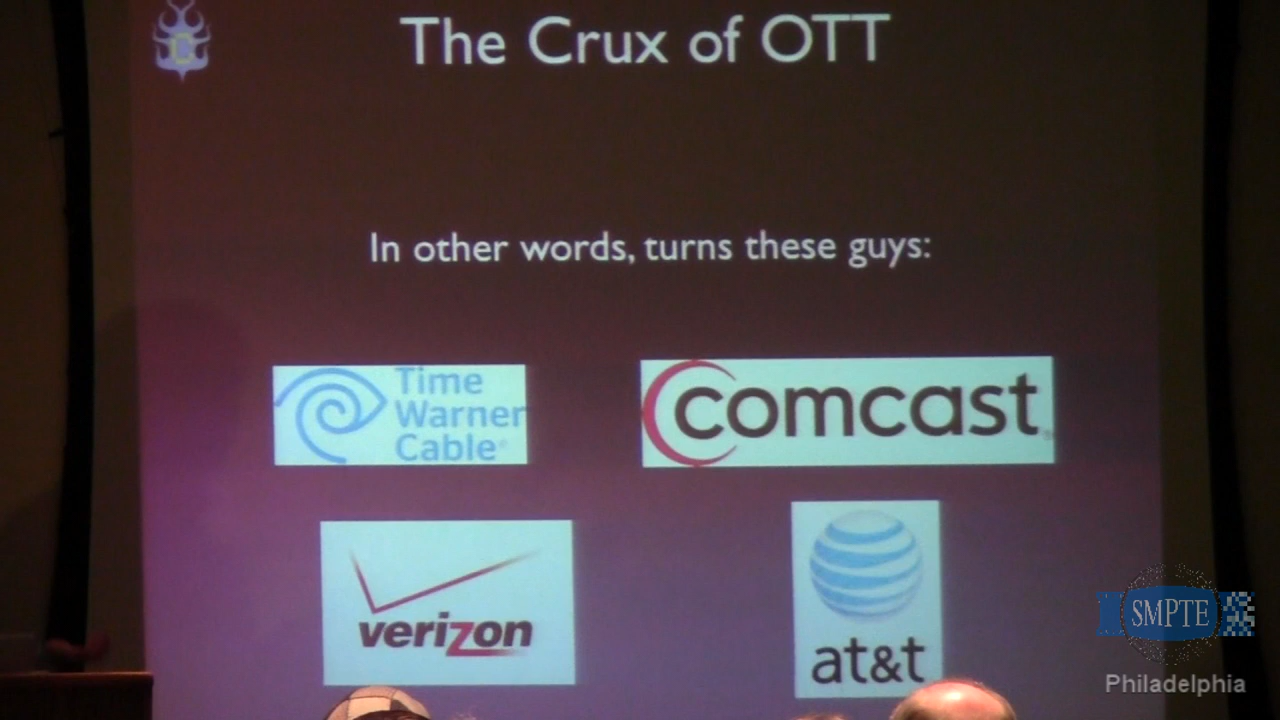 The Crux of OTT
In other words, turns these guys:
Time
Warner
Cable
comcast
verizon
at&t
SMPTE
Philadelphia